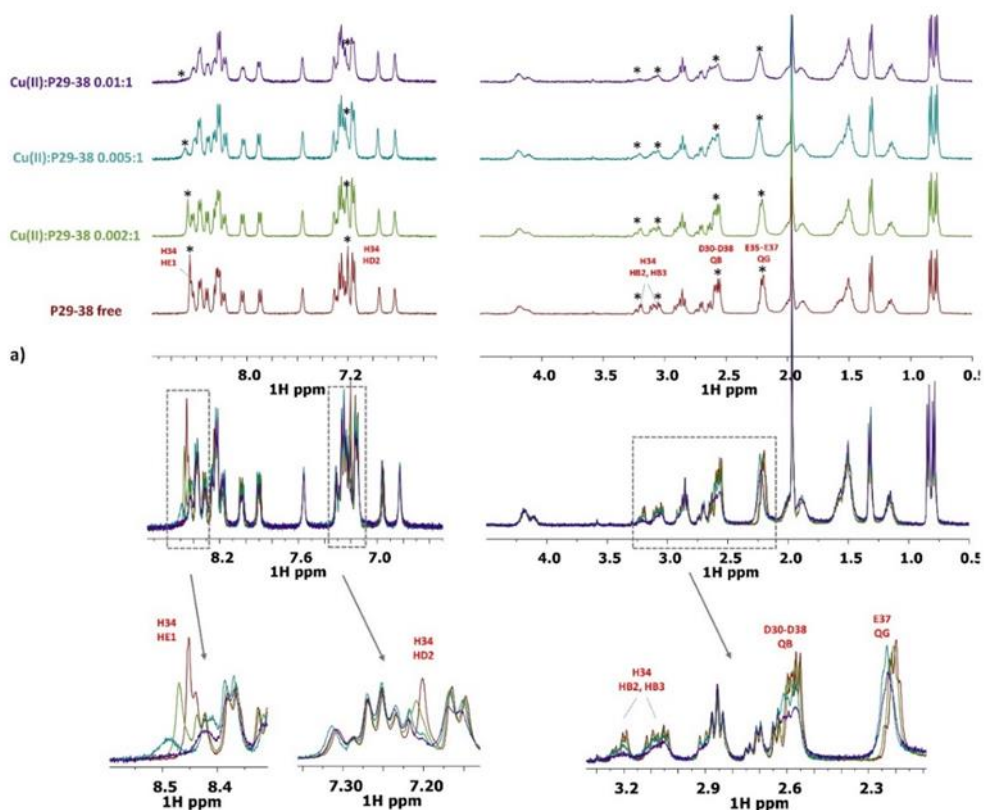 Cu(II):P29-38 0.01:1
Cu(II):P29-38 0.005:1
Cu(II):P29-38 0.002:1
P29-38 free
* * * * * *
* * * * * *
* * * * * *
H34
HE1
*
*
H34
HD2
H34
HB2, HB3
* *
D30-D38
QB
*
E35-E37
QG
*
a)
8.0 7.2
1H ppm
4.0 3.5 3.0 2.5 2.0 1.5 1.0 0.5
1H ppm
8.2 7.6 7.0
1H ppm
4.0 3.5 3.0 2.5 2.0 1.5 1.0 0.5
1H ppm
H34
HE1
8.5 8.4
1H ppm
H34
HD2
7.30 7.20
1H ppm
H34
HB2, HB3
D30-D38
QB
E37
QG
3.2 2.9 2.6 2.3
1H ppm